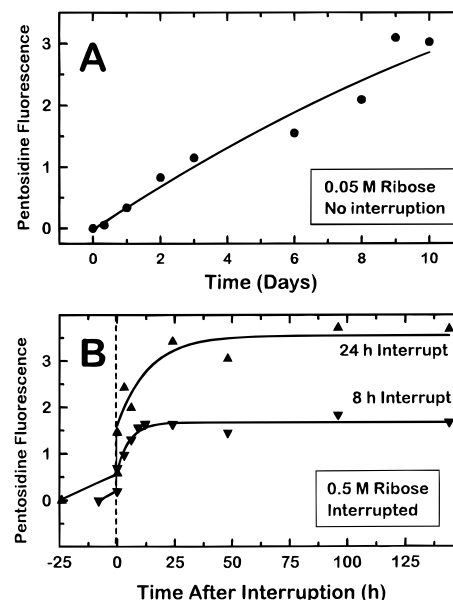 A
Pentosidine Fluorescence
3
2
1
0
0.05 M Ribose
No interruption
0 2 4 6 8 10
Time (Days)
B
Pentosidine Fluorescence
3
2
1
0
24 h Interrupt
8 h Interrupt
0.5 M Ribose
Interrupted
-25 0 25 50 75 100 125
Time After Interruption (h)